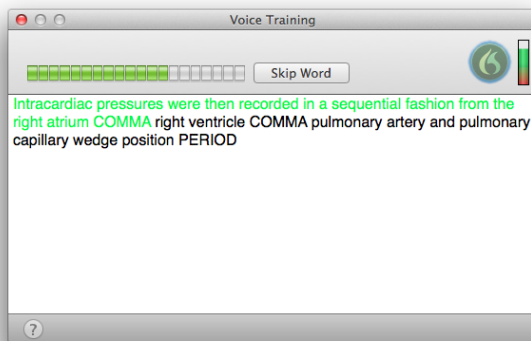 Voice Training
Skip Word
Intracardiac pressures were then recorded in a sequential fashion from the
right atrium COMMA right ventricle COMMA pulmonary artery and pulmonary
capillary wedge position PERIOD
?